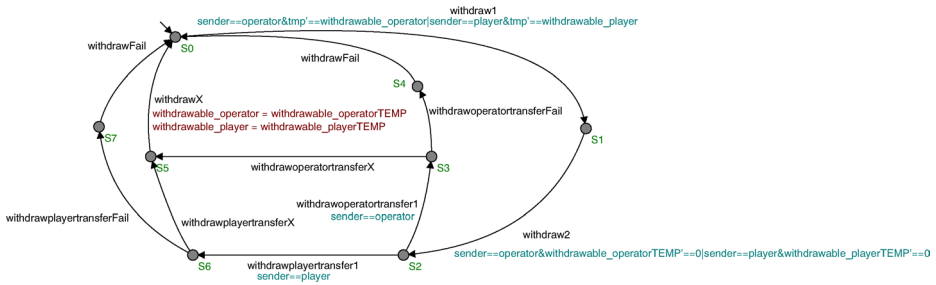 withdraw1
sender==operator&tmp'==withdrawable_operator|sender==player&tmp'==withdrawable_player
withdrawFail
S0
withdrawFail
S4
withdrawX
withdrawable_operator = withdrawable_operatorTEMP
withdrawable_player = withdrawable_playerTEMP
withdrawoperatortransferFail
S7
S1
S5
withdrawoperatortransferX
S3
withdrawoperatortransfer1
sender==operator
withdrawplayertransferFail
withdrawplayertransferX
withdraw2
sender==operator&withdrawable_operatorTEMP'==0|sender==player&withdrawable_playerTEMP'==0
S6
withdrawplayertransfer1
sender==player
S2